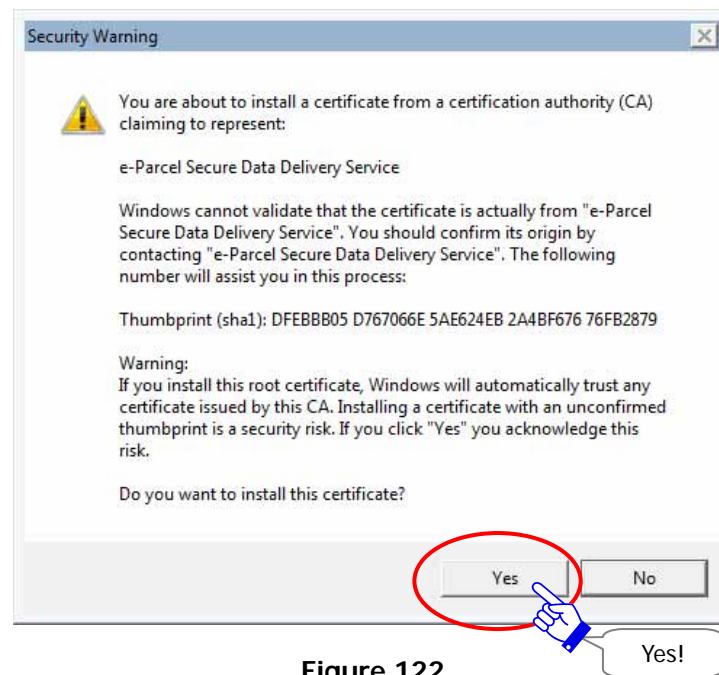 Security Warning
You are about to install a certificate from a certification authority (CA)
claiming to represent:
e-Parcel Secure Data Delivery Service
Windows cannot validate that the certificate is actually from "e-Parcel
Secure Data Delivery Service". You should confirm its origin by
contacting "e-Parcel Secure Data Delivery Service". The following
number will assist you in this process:
Thumbprint (sha1): DFEBBB05 D767066E 5AE624EB 2A4BF676 76FB2879
Warning:
If you install this root certificate, Windows will automatically trust any
certificate issued by this CA. Installing a certificate with an unconfirmed
thumbprint is a security risk. If you click "Yes" you acknowledge this
risk.
Do you want to install this certificate?
Yes No
Yes!
Figure 122